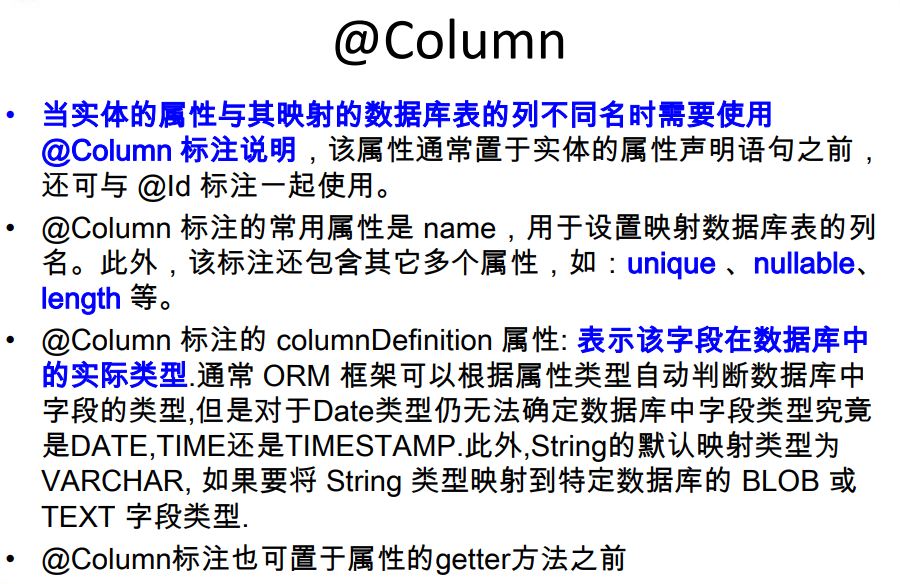 @Column
• 当实体的属性与其映射的数据库表的列不同名时需要使用
@Column 标注说明，该属性通常置于实体的属性声明语句之前，
还可与 @Id 标注一起使用。
• @Column 标注的常用属性是 name，用于设置映射数据库表的列
名。此外，该标注还包含其它多个属性，如：unique 、nullable、
length 等。
• @Column 标注的 columnDefinition 属性: 表示该字段在数据库中
的实际类型.通常 ORM 框架可以根据属性类型自动判断数据库中
字段的类型,但是对于Date类型仍无法确定数据库中字段类型究竟
是DATE,TIME还是TIMESTAMP.此外,String的默认映射类型为
VARCHAR, 如果要将 String 类型映射到特定数据库的 BLOB 或
TEXT 字段类型.
• @Column标注也可置于属性的getter方法之前